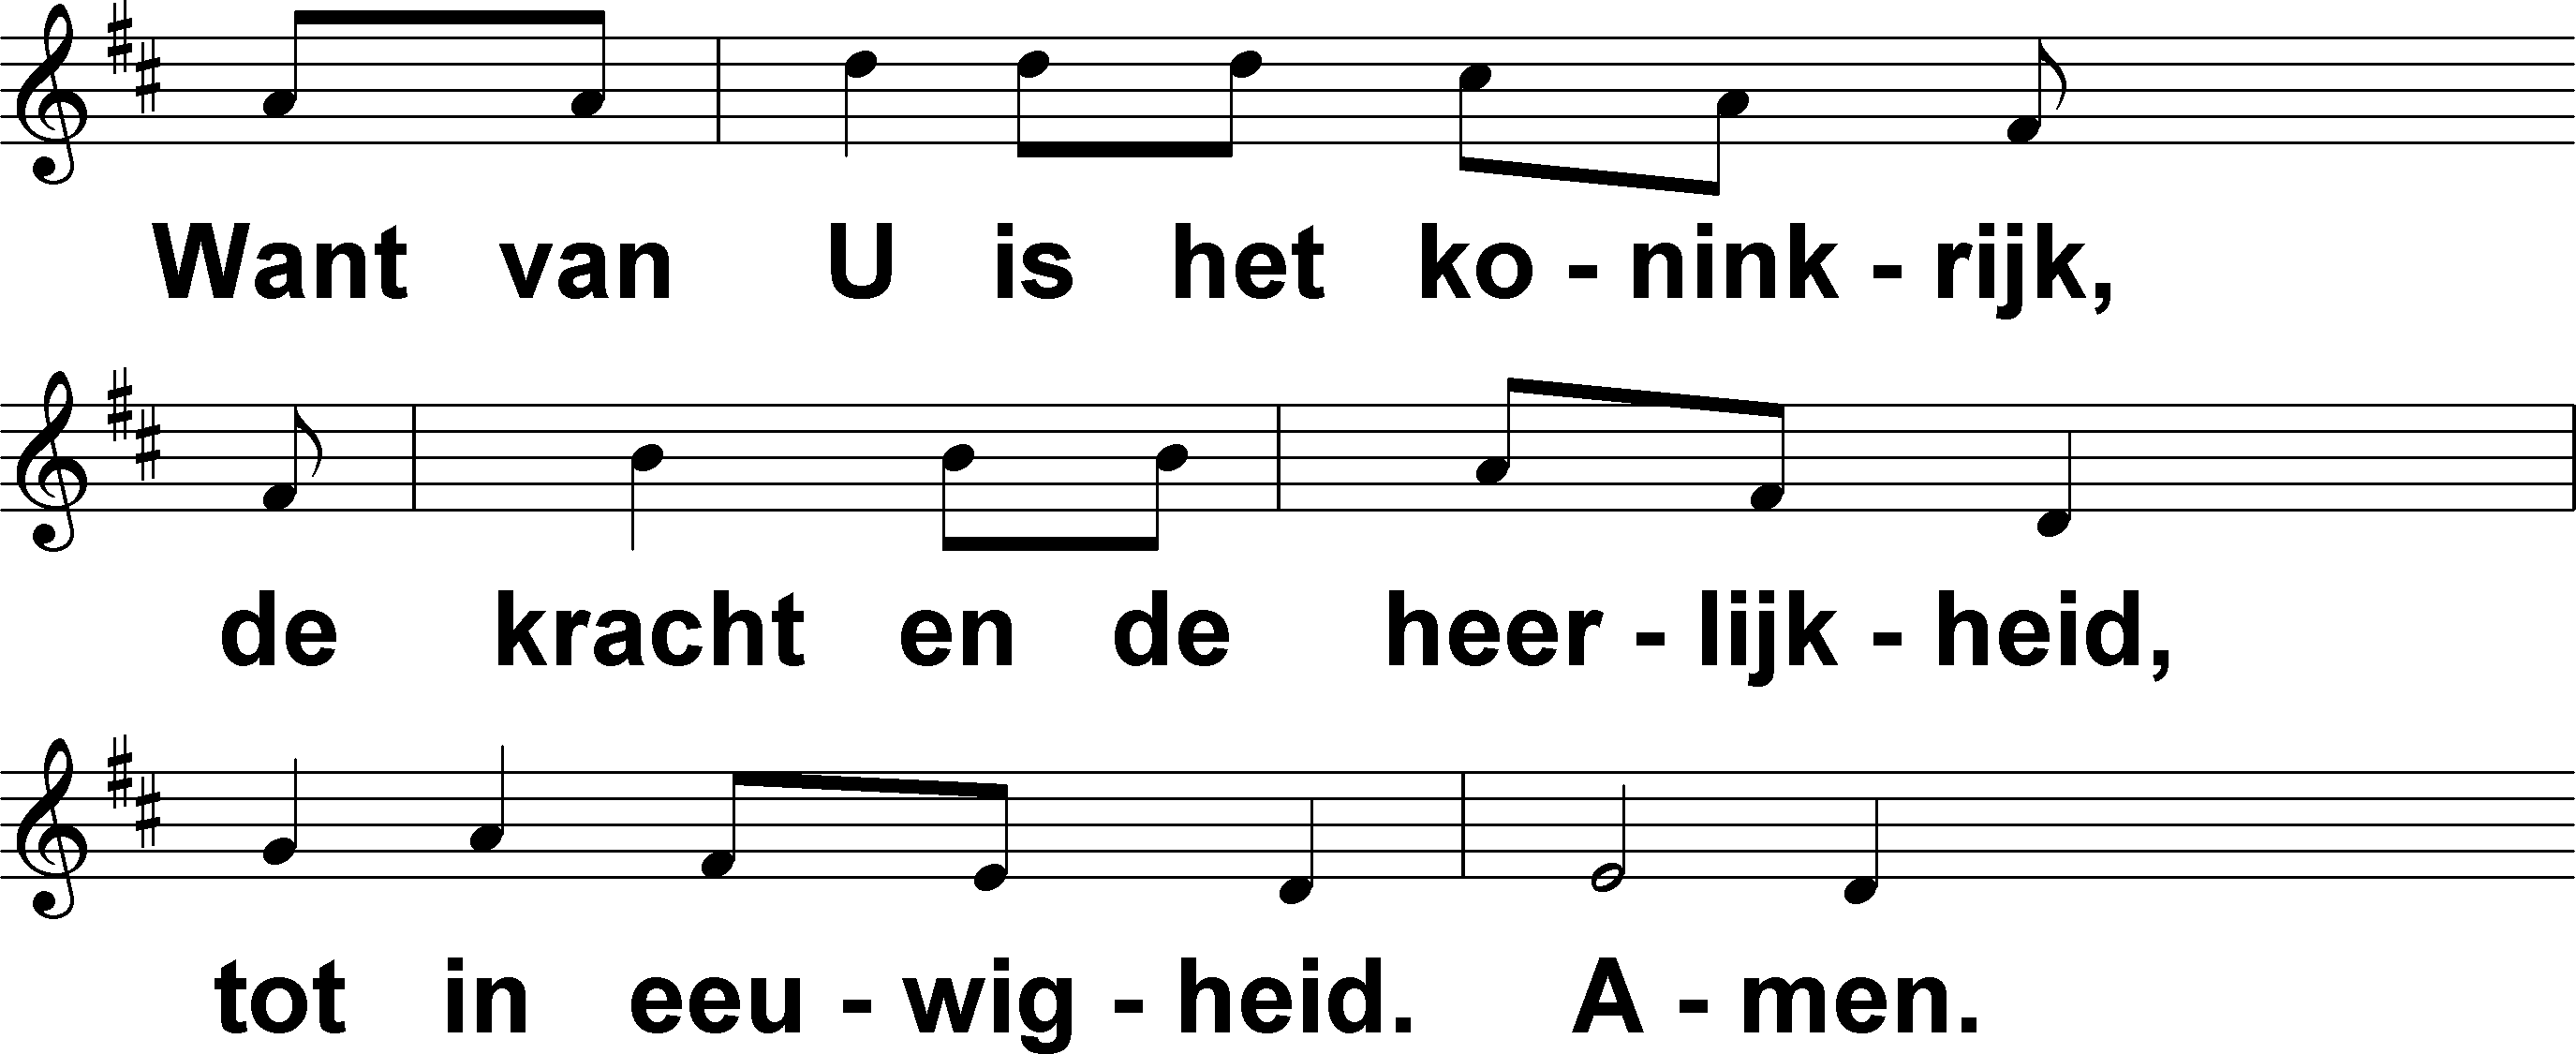 Want van U is het ko - nink - rijk,
de kracht en de heer - lijk - heid,
tot in eeu - wig - heid. A - men.